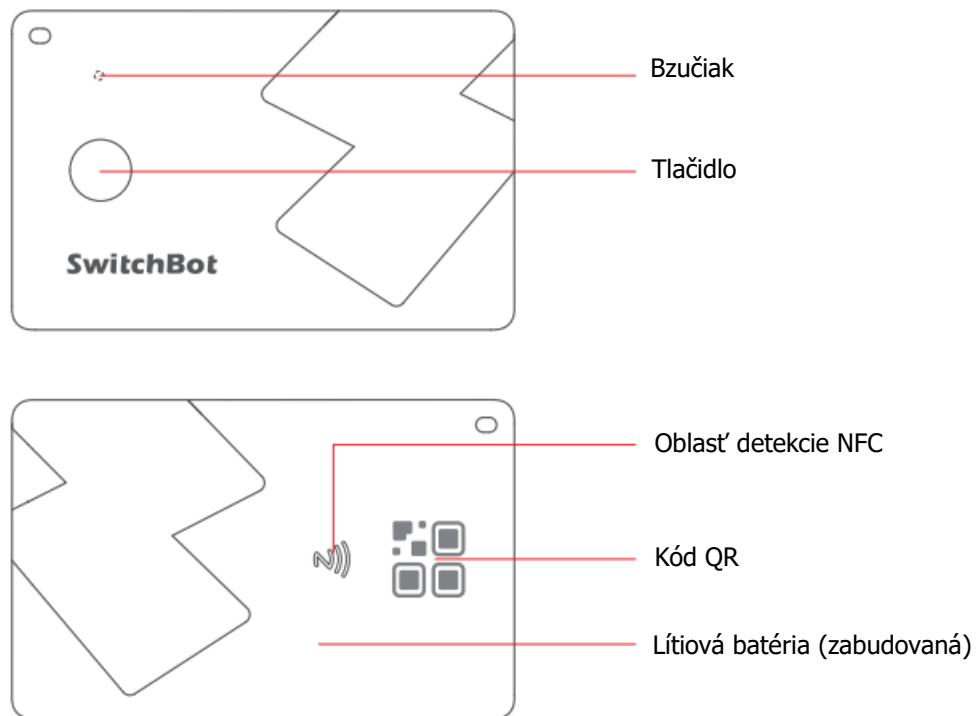 Bzučiak
Tlačidlo
SwitchBot
Oblasť detekcie NFC
Kód QR
Lítiová batéria (zabudovaná)